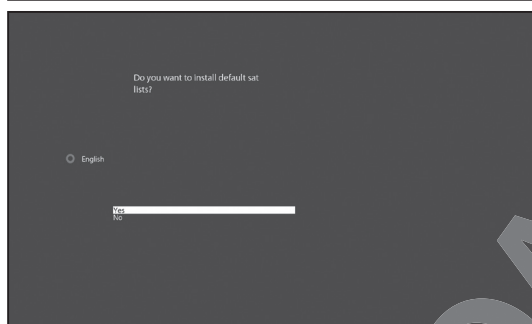 Do you want to install default sat
lists?
English
Yes
No